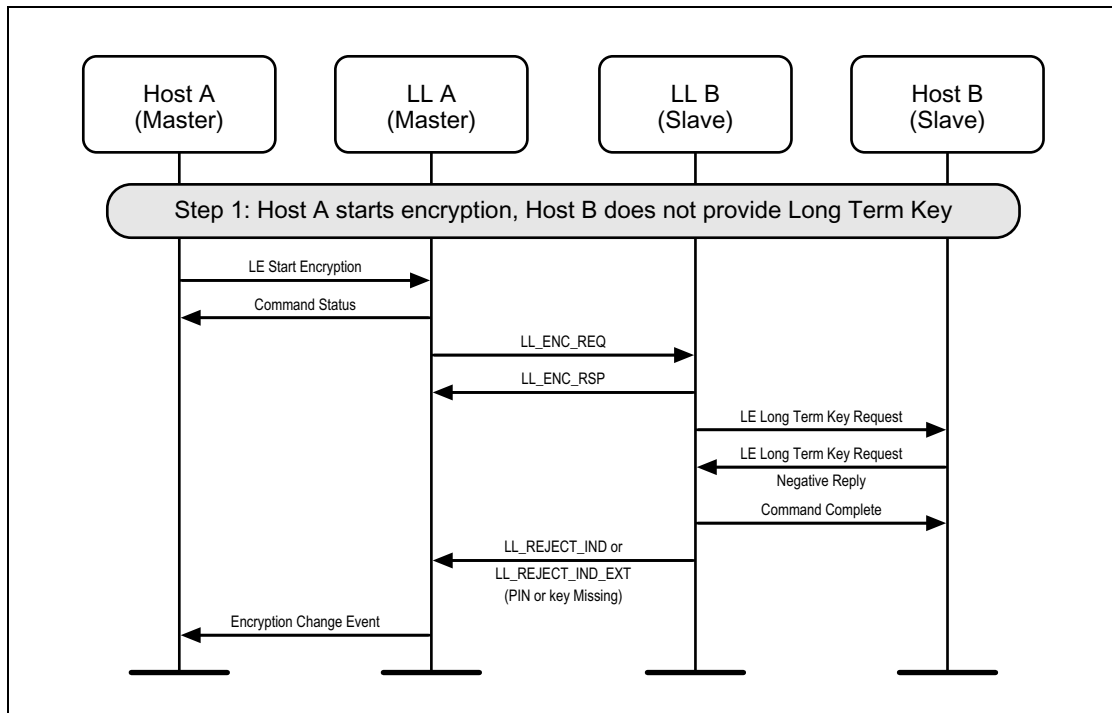 Host A
(Master)
LL A
(Master)
LL B
(Slave)
Host B
(Slave)
Step 1: Host A starts encryption, Host B does not provide Long Term Key
LE Start Encryption
Command Status
LL_ENC_REQ
LL_ENC_RSP
LE Long Term Key Request
LE Long Term Key Request
Negative Reply
Command Complete
LL_REJECT_IND or
LL_REJECT_IND_EXT
(PIN or key Missing)
Encryption Change Event